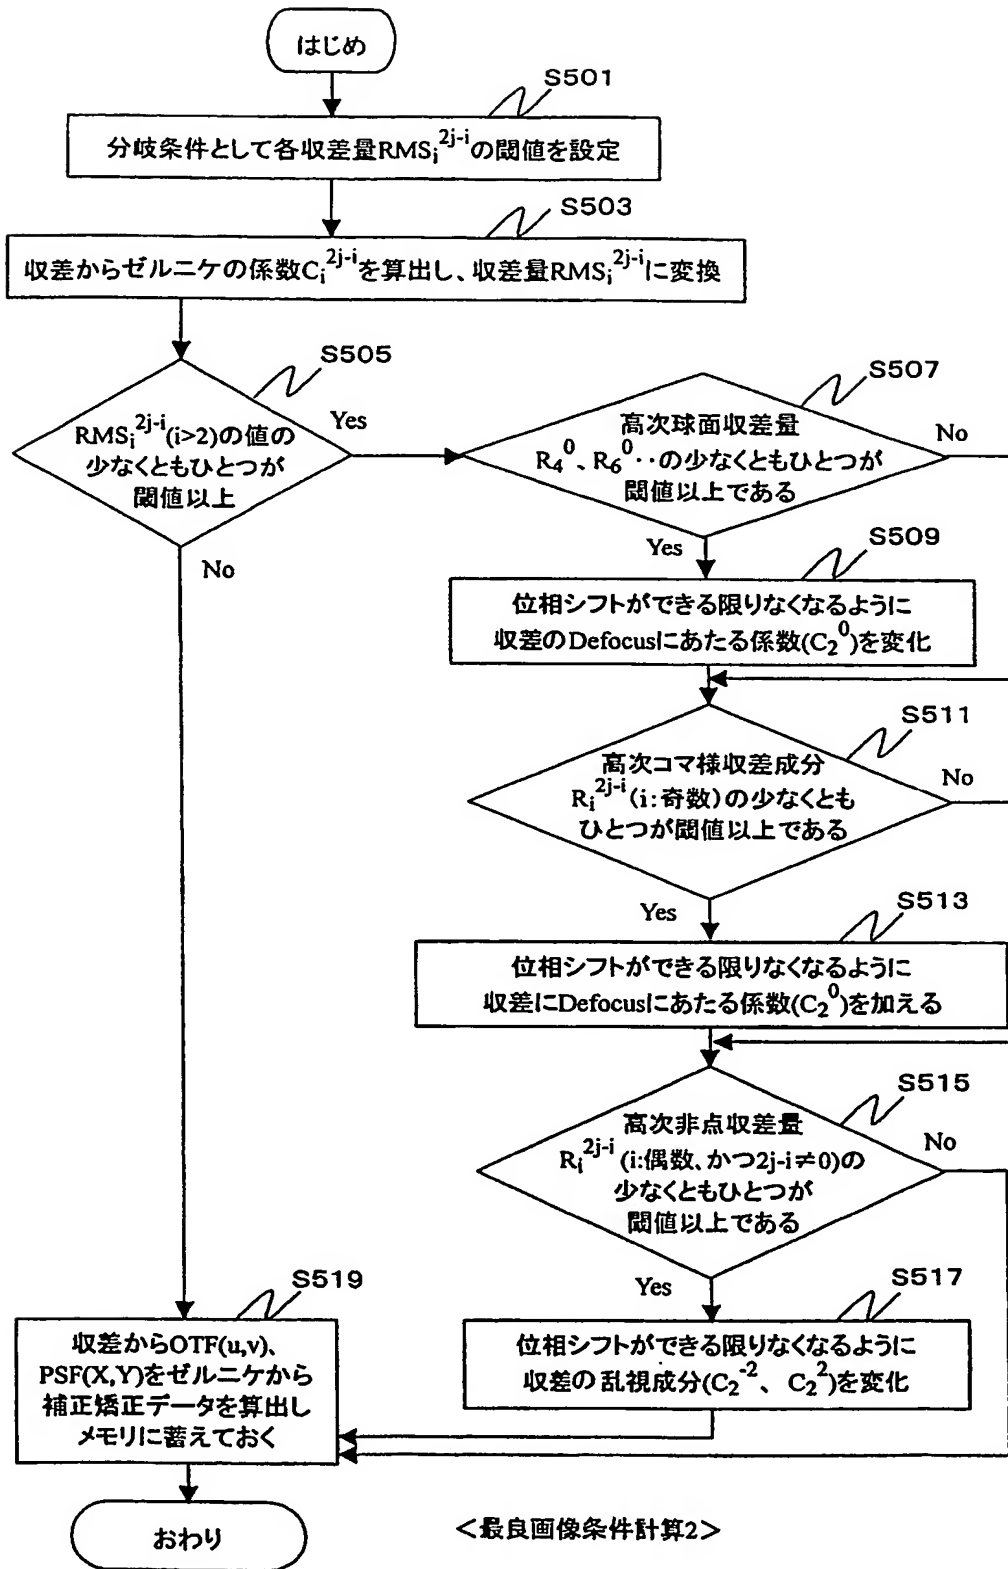 はじめ
S501
分岐条件として各収差量RMSᵢ²ʲ⁻ⁱの閾値を設定
S503
収差からゼルニケの係数Cᵢ²ʲ⁻ⁱを算出し、収差量RMSᵢ²ʲ⁻ⁱに変換
S505
RMSᵢ²ʲ⁻ⁱ(i>2)の値の
少なくともひとつが
閾値以上
Yes
No
S507
高次球面収差量
R₄⁰、R₆⁰‥の少なくともひとつが
閾値以上である
No
Yes
S509
位相シフトができる限りなくなるように
収差のDefocusにあたる係数(C₂⁰)を変化
S511
高次コマ様収差成分
Rᵢ²ʲ⁻ⁱ(i:奇数)の少なくとも
ひとつが閾値以上である
No
Yes
S513
位相シフトができる限りなくなるように
収差にDefocusにあたる係数(C₂⁰)を加える
S515
高次非点収差量
Rᵢ²ʲ⁻ⁱ(i:偶数、かつ2j-i≠0)の
少なくともひとつが
閾値以上である
No
Yes
S517
位相シフトができる限りなくなるように
収差の乱視成分(C₂⁻²、C₂²)を変化
S519
収差からOTF(u,v)、
PSF(X,Y)をゼルニケから
補正矯正データを算出し
メモリに蓄えておく
おわり
<最良画像条件計算2>